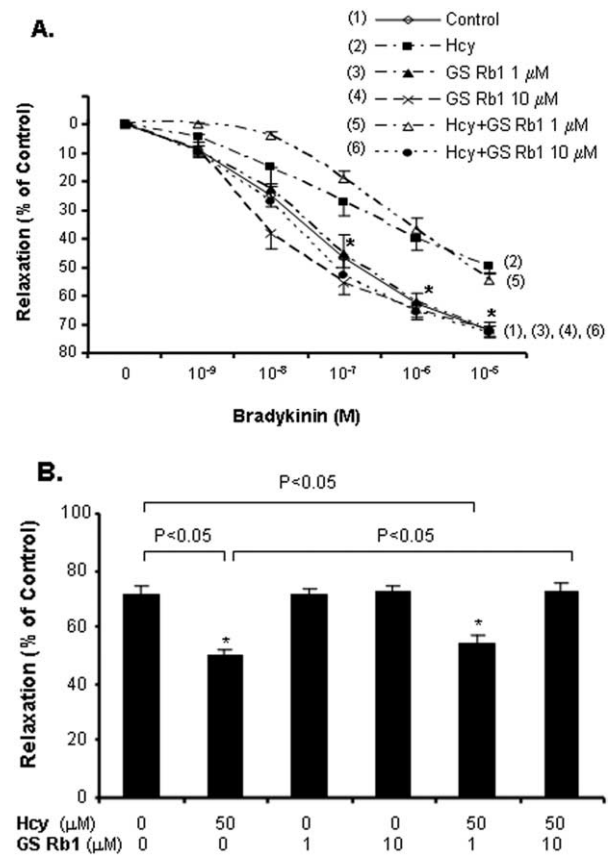 A.
(1) Control
(2) Hcy
(3) GS Rb1 1 μM
(4) GS Rb1 10 μM
(5) Hcy+GS Rb1 1 μM
(6) Hcy+GS Rb1 10 μM
Relaxation (% of Control)
0
10
20
30
40
50
60
70
80
*
*
*
(2)
(5)
(1), (3), (4), (6)
0 10⁻⁹ 10⁻⁸ 10⁻⁷ 10⁻⁶ 10⁻⁵
Bradykinin (M)
B.
Relaxation (% of Control)
100
80
60
40
20
0
P<0.05
P<0.05 P<0.05
* *
Hcy (μM) 0 50 0 0 50 50
GS Rb1 (μM) 0 0 1 10 1 10